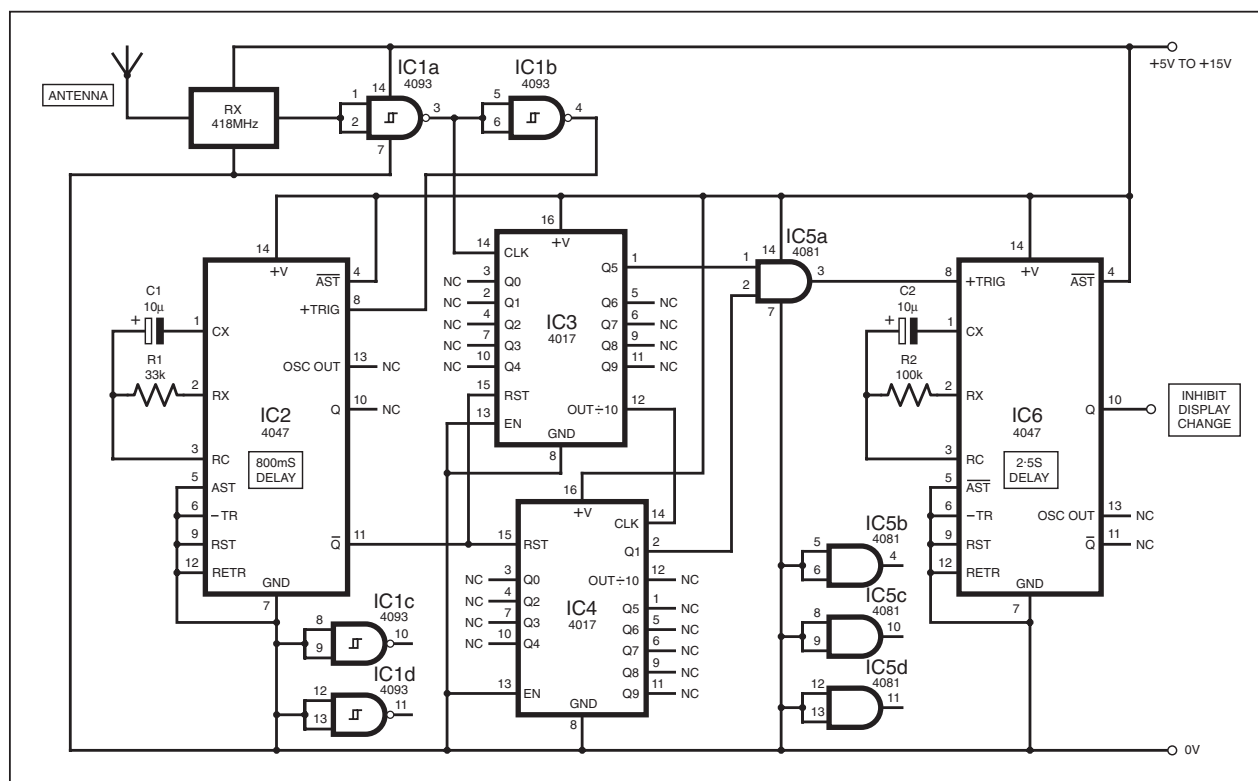 ANTENNA
RX
418MHz
IC1a
4093
1
2
14
3
7
IC1b
4093
5
6
4
+5V TO +15V
14
+V
C1
10µ
+
1
CX
R1
33k
2
RX
3
RC
5
AST
6
–TR
9
RST
12
RETR
AST
4
+TRIG
8
OSC OUT
13
NC
Q
10
NC
IC2
4047
800mS
DELAY
Q
11
GND
7
IC1c
4093
8
9
10
IC1d
4093
12
13
11
16
+V
14
CLK
NC
3
Q0
NC
2
Q1
NC
4
Q2
NC
7
Q3
NC
10
Q4
15
RST
13
EN
IC3
4017
Q5
1
Q6
5
NC
Q7
6
NC
Q8
9
NC
Q9
11
NC
OUT÷10
12
GND
8
16
+V
CLK
14
Q1
2
15
RST
NC
3
Q0
NC
4
Q2
NC
7
Q3
NC
10
Q4
13
EN
IC4
4017
OUT÷10
12
NC
Q5
1
NC
Q6
5
NC
Q7
6
NC
Q8
9
NC
Q9
11
NC
GND
8
IC5a
4081
1
2
14
3
7
IC5b
4081
5
6
4
IC5c
4081
8
9
10
IC5d
4081
12
13
11
14
+V
8
+TRIG
AST
4
C2
10µ
+
1
CX
R2
100k
2
RX
3
RC
5
AST
6
–TR
9
RST
12
RETR
IC6
4047
2·5S
DELAY
Q
10
INHIBIT
DISPLAY
CHANGE
OSC OUT
13
NC
Q
11
NC
GND
7
0V